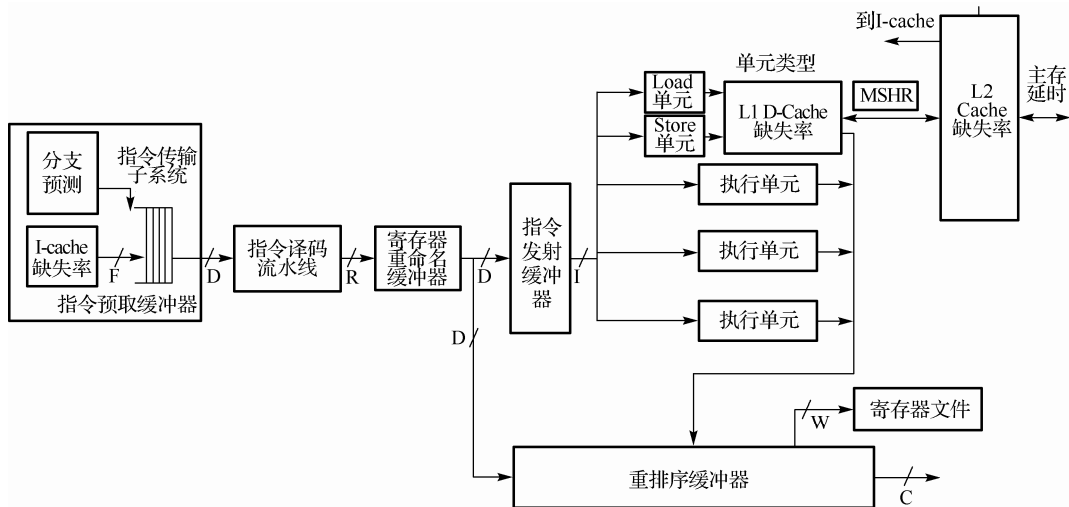 到I-cache
单元类型
Load
单元
Store
单元
L1 D-Cache
缺失率
MSHR
L2
Cache
缺失率
主存
延时
分支
预测
指令传输
子系统
I-cache
缺失率
F
指令预取缓冲器
D
指令译码
流水线
R
寄存器
重命名
缓冲器
D
D
指令
发射
缓冲
器
I
执行单元
执行单元
执行单元
W
寄存器文件
重排序缓冲器
C